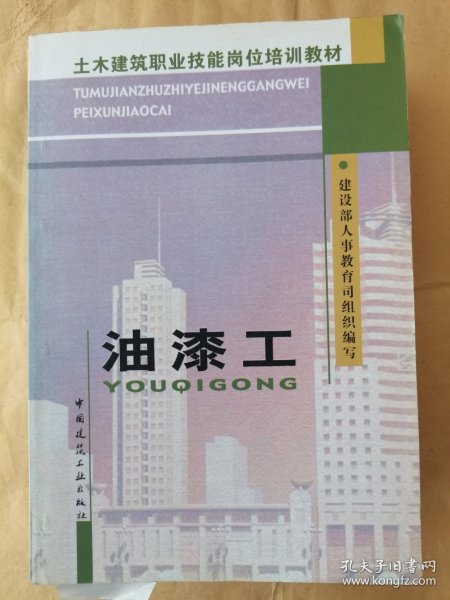 土木建筑职业技能岗位培训教材
TUMUJIANZHUZHIYEJINENGGANGWEI
PEIXUNJIAOCAI
建设部人事教育司组织编写
油漆工
YOUQIGONG
中国建筑工业出版社
孔夫子旧书网
www.kongfz.com